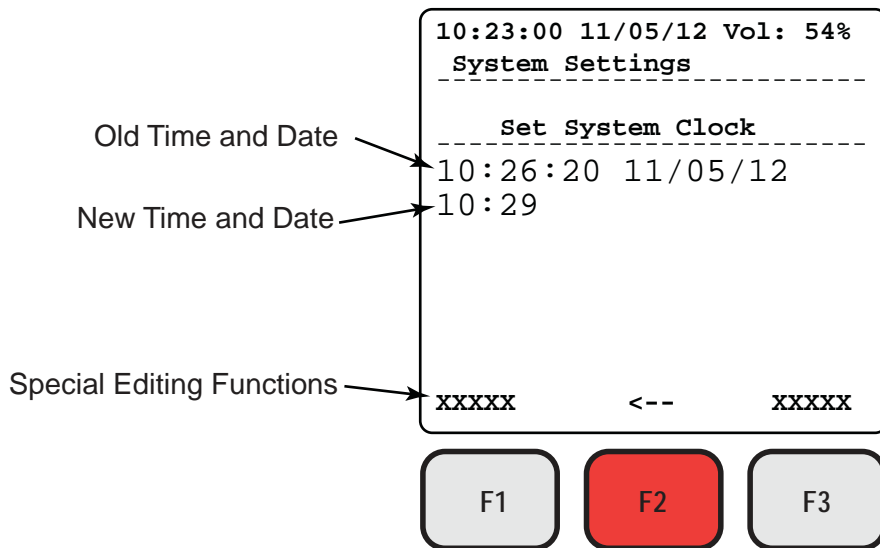 10:23:00 11/05/12 Vol: 54%
System Settings
---------------------------
Set System Clock
---------------------------
Old Time and Date
10:26:20 11/05/12
New Time and Date
10:29
Special Editing Functions
XXXXX <-- XXXXX
F1 F2 F3